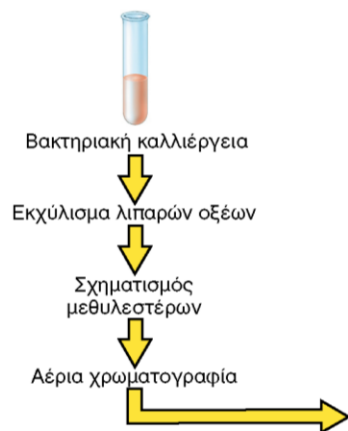 Βακτηριακή καλλιέργεια
Εκχύλισμα λιπαρών οξέων
Σχηματισμός
μεθυλεστέρων
Αέρια χρωματογραφία